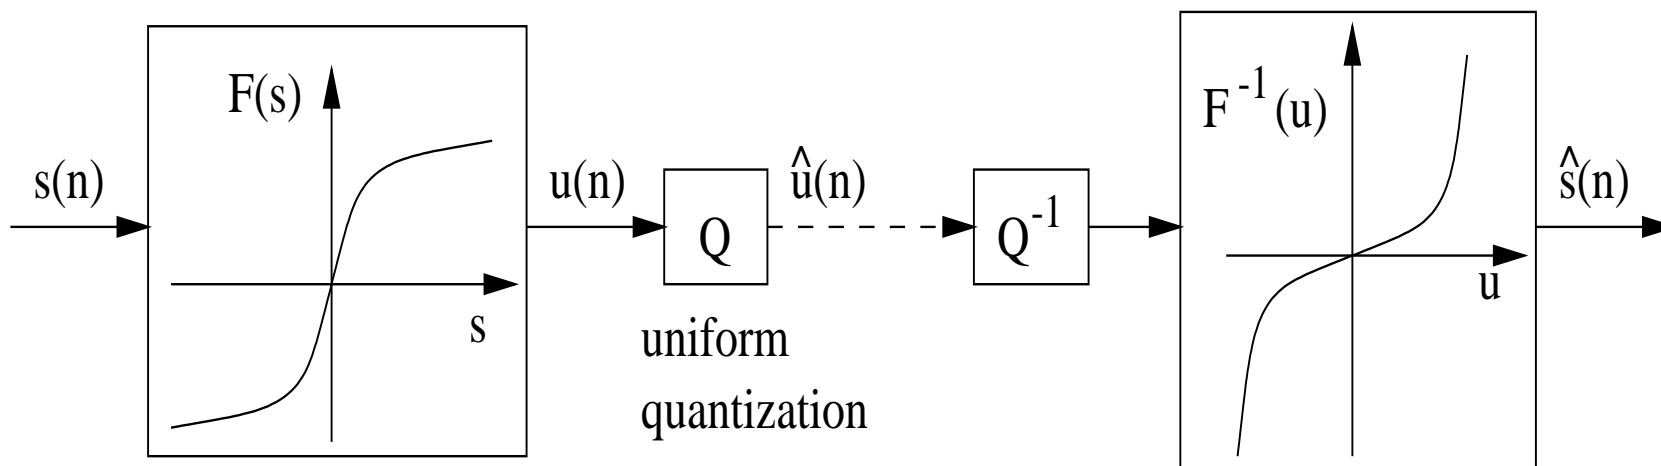 s(n)
F(s)
s
u(n)
Q
uniform
quantization
û(n)
Q⁻¹
F⁻¹(u)
u
ŝ(n)